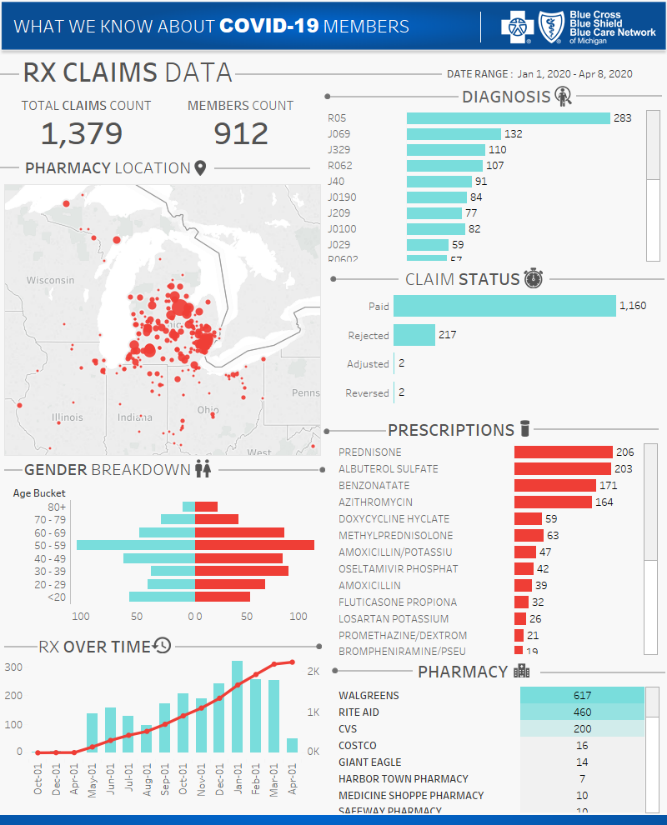 WHAT WE KNOW ABOUT COVID-19 MEMBERS
Blue Cross
Blue Shield
Blue Care Network
of Michigan
RX CLAIMS DATA
DATE RANGE : Jan 1, 2020 - Apr 8, 2020
TOTAL CLAIMS COUNT
MEMBERS COUNT
1,379
912
PHARMACY LOCATION
Wisconsin
Illinois
Indiana
Ohio
Penns
West
DIAGNOSIS
R05 283
J069 132
J329 110
R062 107
J40 91
J0190 84
J209 77
J0100 82
J029 59
R0602 57
CLAIM STATUS
Paid 1,160
Rejected 217
Adjusted 2
Reversed 2
GENDER BREAKDOWN
Age Bucket
80+
70 - 79
60 - 69
50 - 59
40 - 49
30 - 39
20 - 29
<20
100 50 0 0 50 100
PRESCRIPTIONS
PREDNISONE 206
ALBUTEROL SULFATE 203
BENZONATATE 171
AZITHROMYCIN 164
DOXYCYCLINE HYCLATE 59
METHYLPREDNISOLONE 63
AMOXICILLIN/POTASSIU 47
OSELTAMIVIR PHOSPHAT 42
AMOXICILLIN 39
FLUTICASONE PROPIONA 32
LOSARTAN POTASSIUM 26
PROMETHAZINE/DEXTROM 21
BROMPHENIRAMINE/PSEU 19
RX OVER TIME
300
200
100
0
2K
1K
0K
Oct-01
Dec-01
Apr-01
May-01
Jun-01
Jul-01
Aug-01
Sep-01
Oct-01
Nov-01
Dec-01
Jan-01
Feb-01
Mar-01
Apr-01
PHARMACY
WALGREENS 617
RITE AID 460
CVS 200
COSTCO 16
GIANT EAGLE 14
HARBOR TOWN PHARMACY 7
MEDICINE SHOPPE PHARMACY 10
SAFEWAY PHARMACY 10